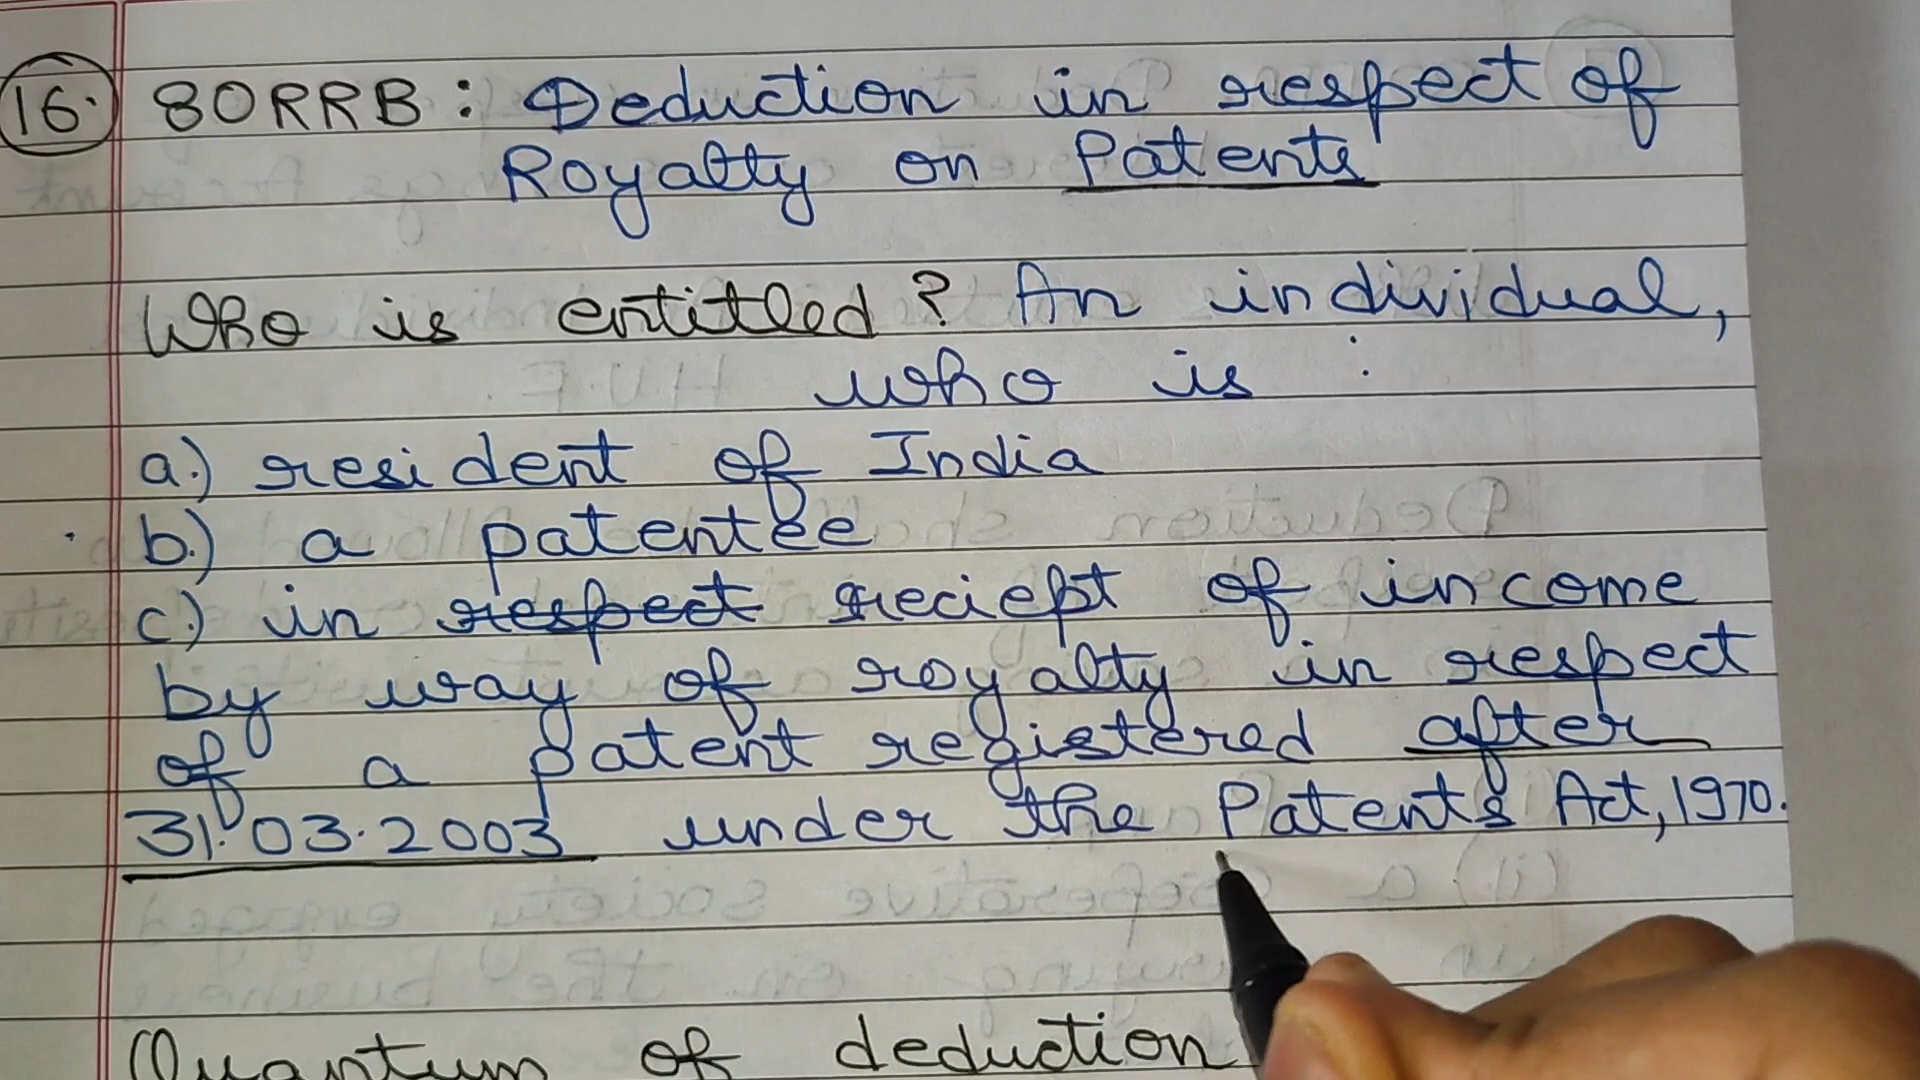 16. 80RRB: Deduction in respect of
Royalty on Patents
Who is entitled? An individual,
who is :
a.) resident of India
b.) a patentee
c.) in respect reciept of income
by way of royalty in respect
of a patent registered after
31.03.2003 under the Patents Act, 1970.
Quantum of deduction